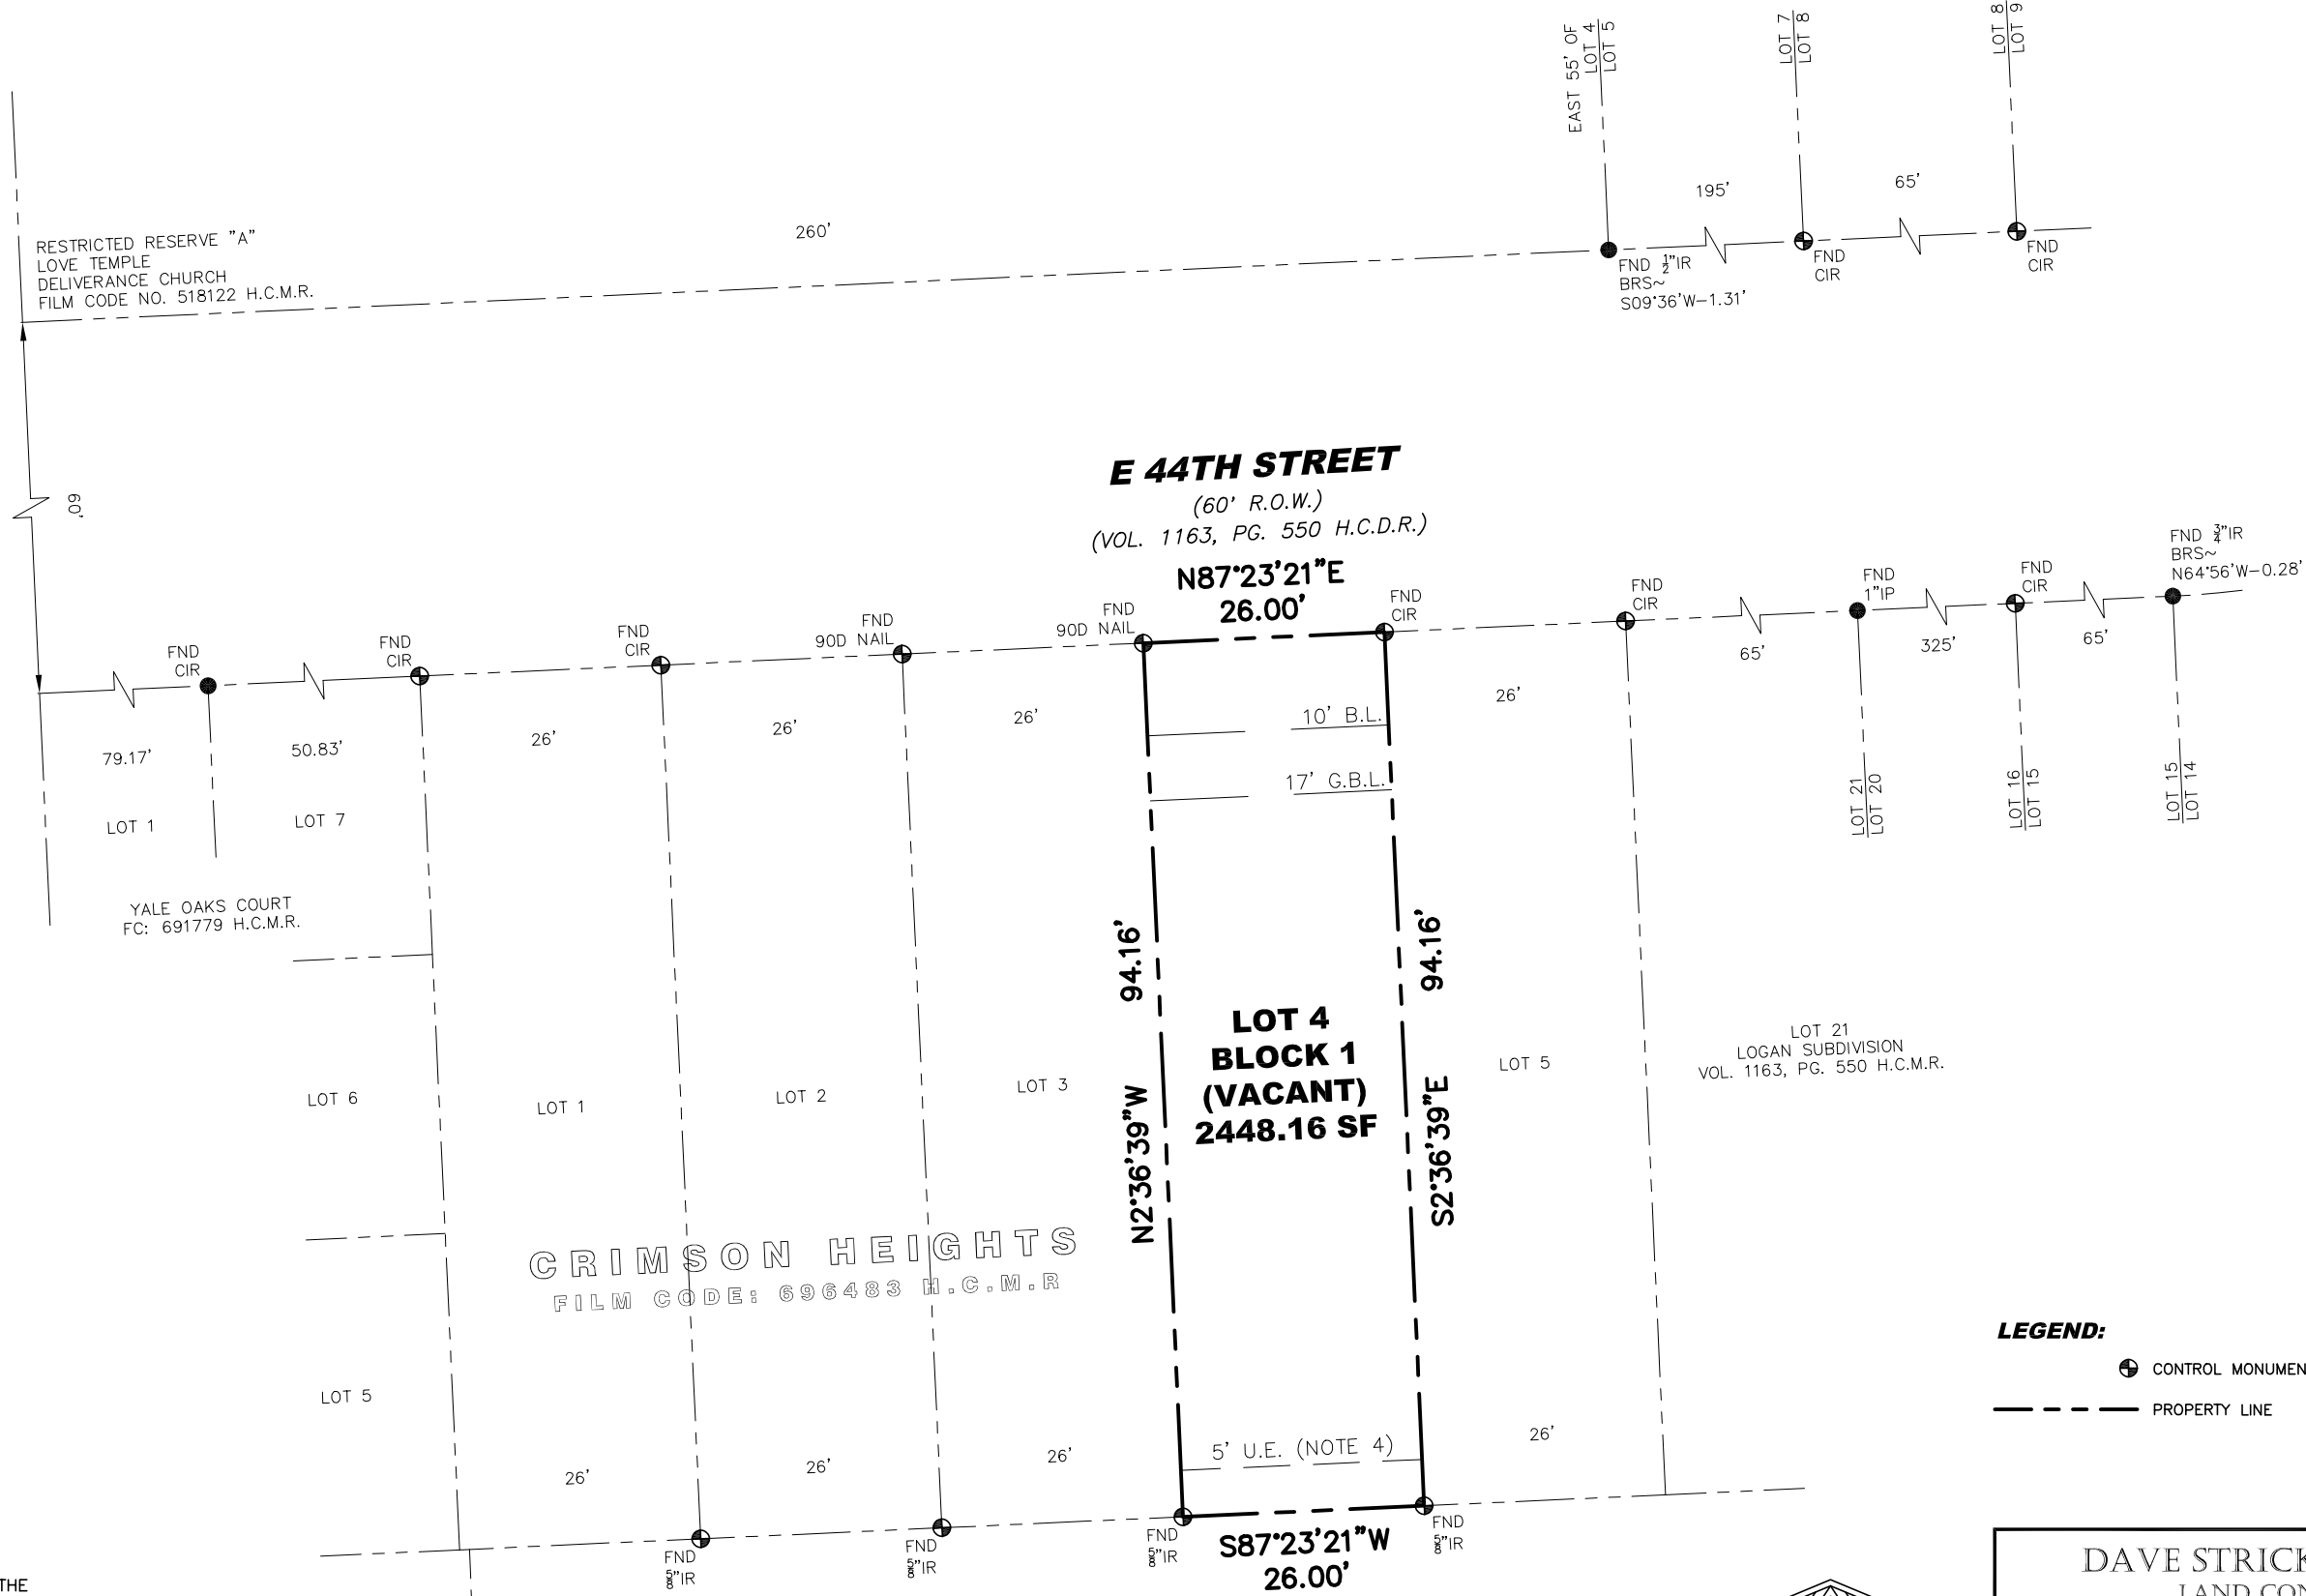 EAST 55' OF
LOT 4
LOT 5
LOT 7
LOT 8
LOT 8
LOT 9
195'
65'
260'
RESTRICTED RESERVE "A"
LOVE TEMPLE
DELIVERANCE CHURCH
FILM CODE NO. 518122 H.C.M.R.
FND ½"IR
BRS~
S09°36'W-1.31'
FND
CIR
FND
CIR
60'
E 44TH STREET
(60' R.O.W.)
(VOL. 1163, PG. 550 H.C.D.R.)
N87°23'21"E
26.00'
FND
CIR
FND
CIR
FND
CIR
FND
90D NAIL
FND
90D NAIL
FND
CIR
FND
CIR
FND
1"IP
FND
CIR
FND ¾"IR
BRS~
N64°56'W-0.28'
79.17'
50.83'
26'
26'
26'
26'
65'
325'
65'
10' B.L.
17' G.B.L.
LOT 1
LOT 7
LOT 21
LOT 20
LOT 16
LOT 15
LOT 15
LOT 14
YALE OAKS COURT
FC: 691779 H.C.M.R.
94.16'
94.16'
N2°36'39"W
S2°36'39"E
LOT 4
BLOCK 1
(VACANT)
2448.16 SF
LOT 6
LOT 1
LOT 2
LOT 3
LOT 5
LOT 21
LOGAN SUBDIVISION
VOL. 1163, PG. 550 H.C.M.R.
CRIMSON HEIGHTS
FILM CODE: 696483 H.C.M.R
LOT 5
LEGEND:
CONTROL MONUMEN
PROPERTY LINE
26'
26'
26'
5' U.E. (NOTE 4)
26'
FND
⅝"IR
FND
⅝"IR
FND
⅝"IR
FND
⅝"IR
S87°23'21"W
26.00'
THE
DAVE STRICK
LAND CON